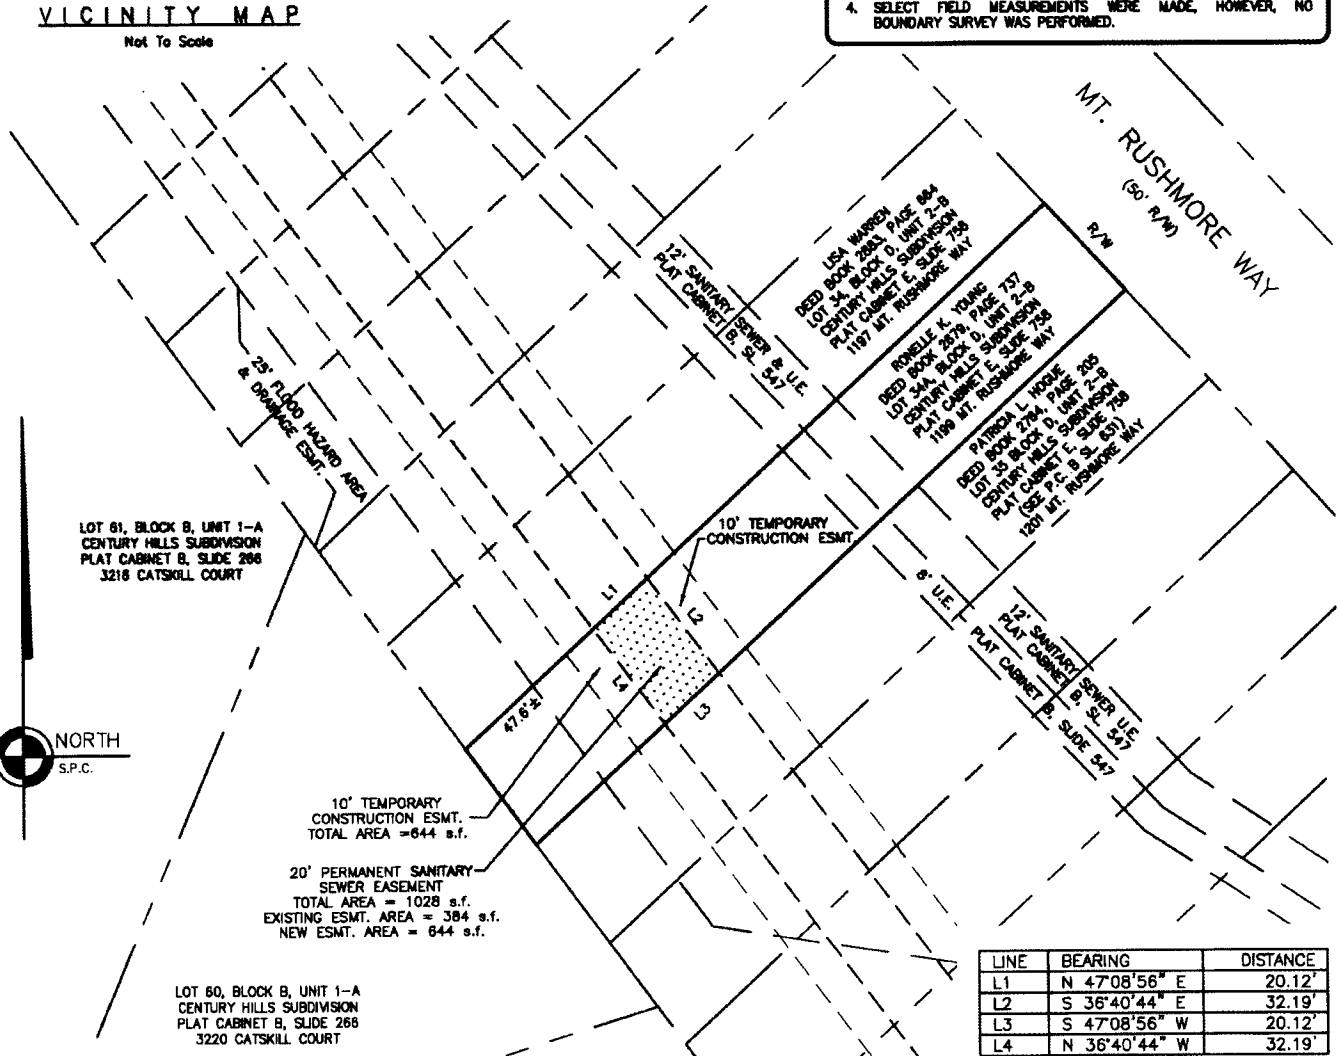 VICINITY MAP
Not To Scale
4. SELECT FIELD MEASUREMENTS WERE MADE, HOWEVER, NO
BOUNDARY SURVEY WAS PERFORMED.
MT. RUSHMORE WAY
(50' R/W)
R/W
LISA WARREN
DEED BOOK 2883, PAGE 664
LOT 34, BLOCK D, UNIT 2-B
CENTURY HILLS SUBDIVISION
PLAT CABINET E, SLIDE 758
1197 MT. RUSHMORE WAY
12' SANITARY SEWER & U.E.
PLAT CABINET B, SL. 547
RONELLE K. YOUNG
DEED BOOK 2679, PAGE 737
LOT 34A, BLOCK D, UNIT 2-B
CENTURY HILLS SUBDIVISION
PLAT CABINET E, SLIDE 758
1199 MT. RUSHMORE WAY
PATRICIA L. HOGUE
DEED BOOK 2764, PAGE 205
LOT 35 BLOCK D, UNIT 2-B
CENTURY HILLS SUBDIVISION
PLAT CABINET E, SLIDE 758
(SEE P.C. B SL. 631)
1201 MT. RUSHMORE WAY
25' FLOOD HAZARD AREA
& DRAINAGE ESMT.
LOT 61, BLOCK B, UNIT 1-A
CENTURY HILLS SUBDIVISION
PLAT CABINET B, SLIDE 266
3216 CATSKILL COURT
10' TEMPORARY
CONSTRUCTION ESMT.
L1
L2
L4
L3
47.6'±
8' U.E.
PLAT CABINET B, SLIDE 547
12' SANITARY SEWER U.E.
PLAT CABINET B, SL. 547
NORTH
S.P.C.
10' TEMPORARY
CONSTRUCTION ESMT.
TOTAL AREA =644 s.f.
20' PERMANENT SANITARY
SEWER EASEMENT
TOTAL AREA = 1028 s.f.
EXISTING ESMT. AREA = 384 s.f.
NEW ESMT. AREA = 644 s.f.
LOT 60, BLOCK B, UNIT 1-A
CENTURY HILLS SUBDIVISION
PLAT CABINET B, SLIDE 266
3220 CATSKILL COURT
LINE BEARING DISTANCE
L1 N 47°08'56" E 20.12'
L2 S 36°40'44" E 32.19'
L3 S 47°08'56" W 20.12'
L4 N 36°40'44" W 32.19'